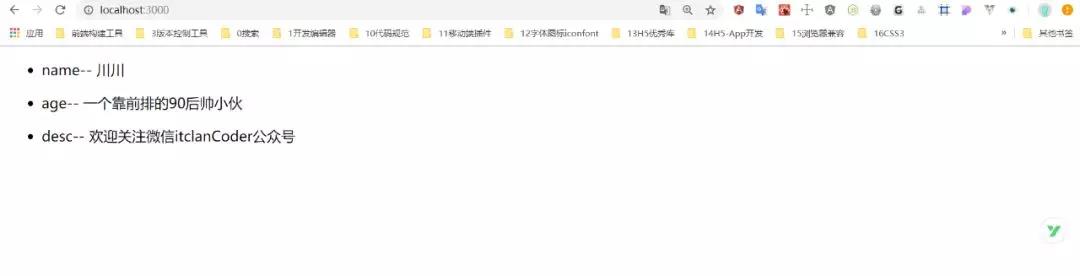 localhost:3000
应用 前端构建工具 3版本控制工具 0搜索 1开发编辑器 10代码规范 11移动端插件 12字体图标iconfont 13H5优秀库 14H5-App开发 15浏览器兼容 16CSS3 » 其他书签
name-- 川川
age-- 一个靠前排的90后帅小伙
desc-- 欢迎关注微信itclanCoder公众号